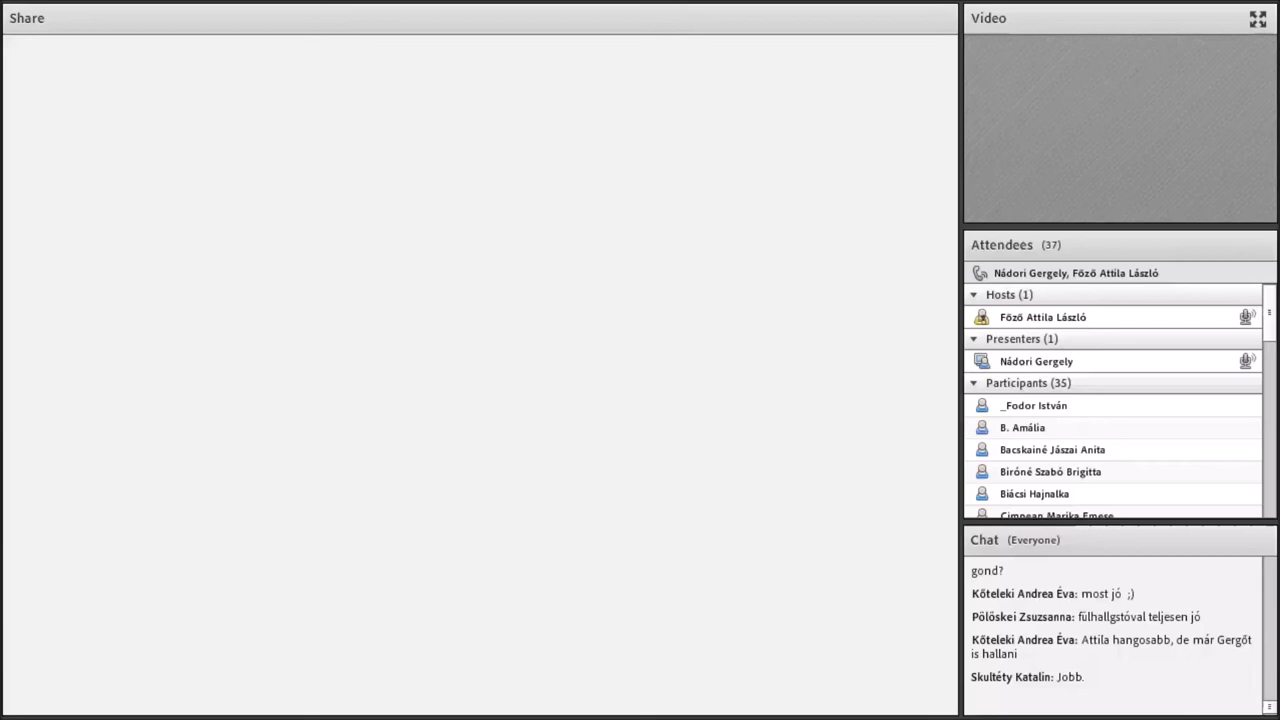 Share
Video
Attendees (37)
Nádori Gergely, Főző Attila László
Hosts (1)
Főző Attila László
Presenters (1)
Nádori Gergely
Participants (35)
_Fodor István
B. Amália
Bacskainé Jászai Anita
Biróné Szabó Brigitta
Biácsi Hajnalka
Cimpean Marika Emese
Chat (Everyone)
gond?
Kőteleki Andrea Éva: most jó ;)
Pölöskei Zsuzsanna: fülhallgstóval teljesen jó
Kőteleki Andrea Éva: Attila hangosabb, de már Gergőt
is hallani
Skultéty Katalin: Jobb.